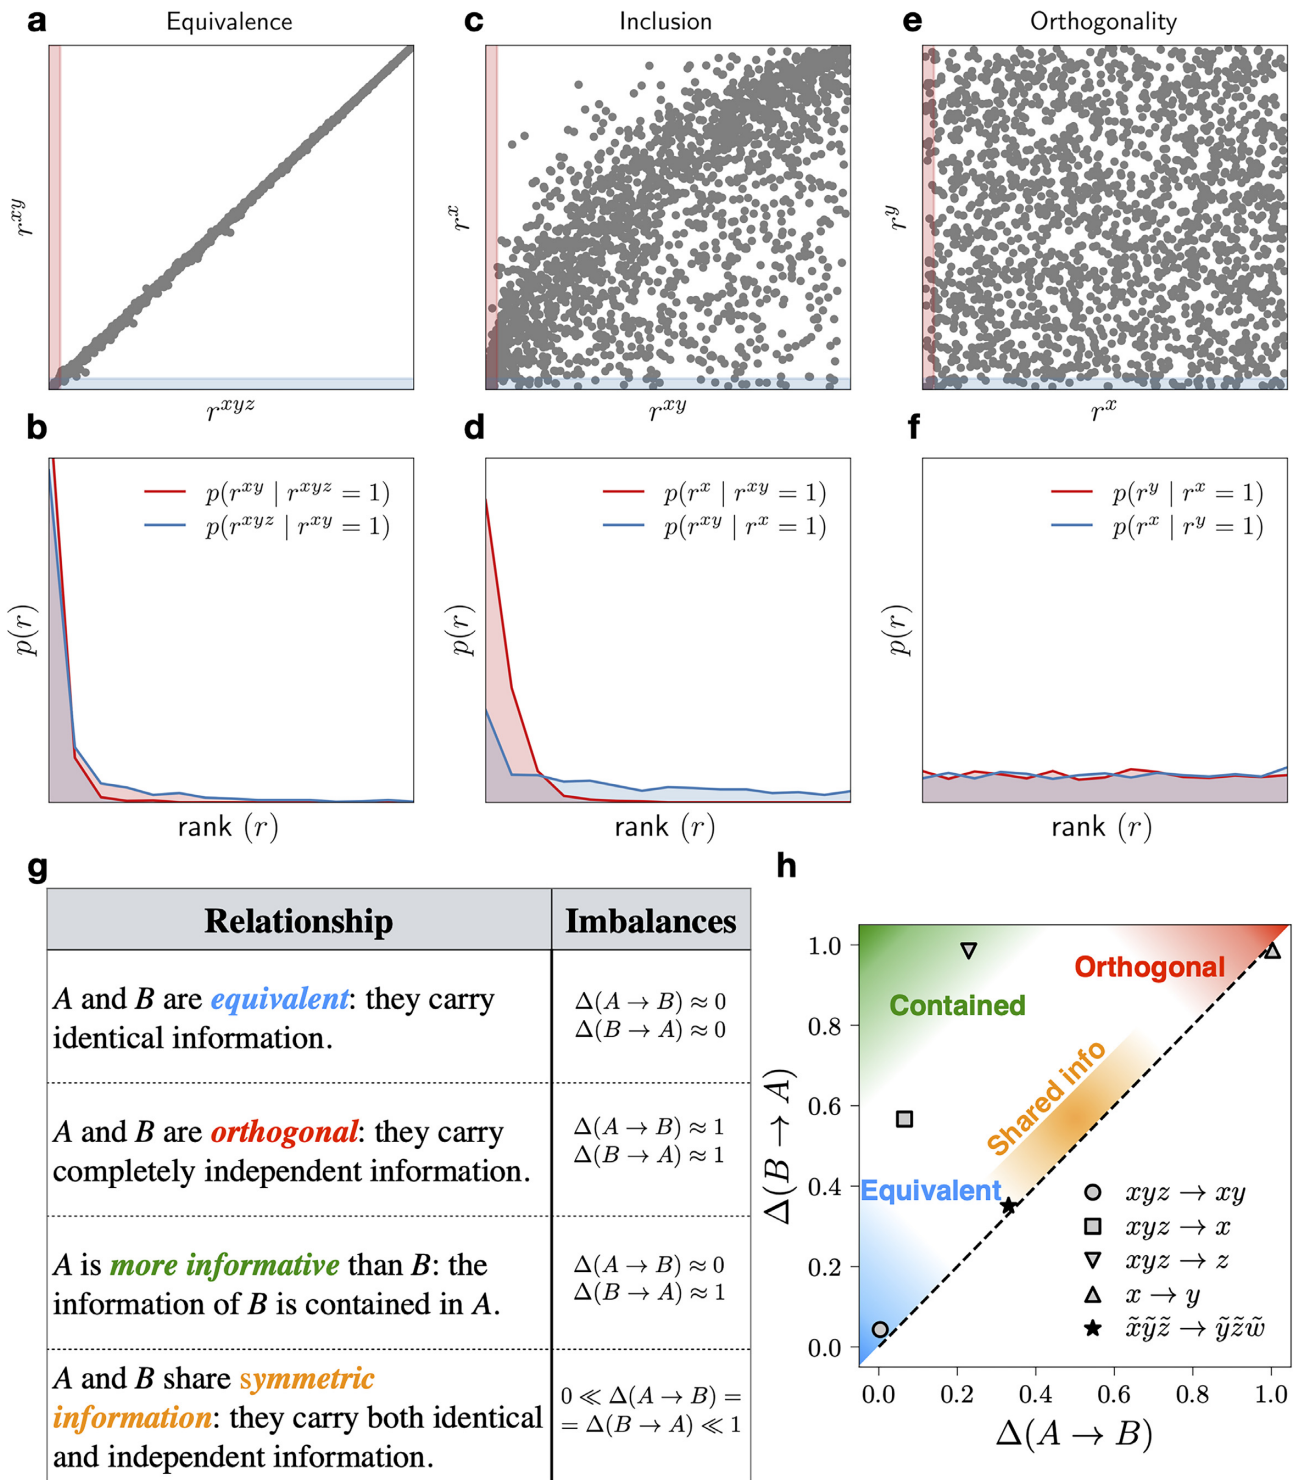 a Equivalence
c Inclusion
e Orthogonality
r^{xy}
r^{xyz}
r^{x}
r^{xy}
r^{y}
r^{x}
b
p(r^{xy} | r^{xyz} = 1)
p(r^{xyz} | r^{xy} = 1)
p(r)
rank (r)
d
p(r^{x} | r^{xy} = 1)
p(r^{xy} | r^{x} = 1)
p(r)
rank (r)
f
p(r^{y} | r^{x} = 1)
p(r^{x} | r^{y} = 1)
p(r)
rank (r)
g
Relationship Imbalances
A and B are equivalent: they carry
identical information.
Δ(A → B) ≈ 0
Δ(B → A) ≈ 0
A and B are orthogonal: they carry
completely independent information.
Δ(A → B) ≈ 1
Δ(B → A) ≈ 1
A is more informative than B: the
information of B is contained in A.
Δ(A → B) ≈ 0
Δ(B → A) ≈ 1
A and B share symmetric
information: they carry both identical
and independent information.
0 ≪ Δ(A → B) =
= Δ(B → A) ≪ 1
h
Orthogonal
Contained
Shared info
Equivalent
xyz → xy
xyz → x
xyz → z
x → y
x̃ỹz̃ → ỹz̃w̃
1.0
0.8
0.6
0.4
0.2
0.0
Δ(B → A)
0.0 0.2 0.4 0.6 0.8 1.0
Δ(A → B)